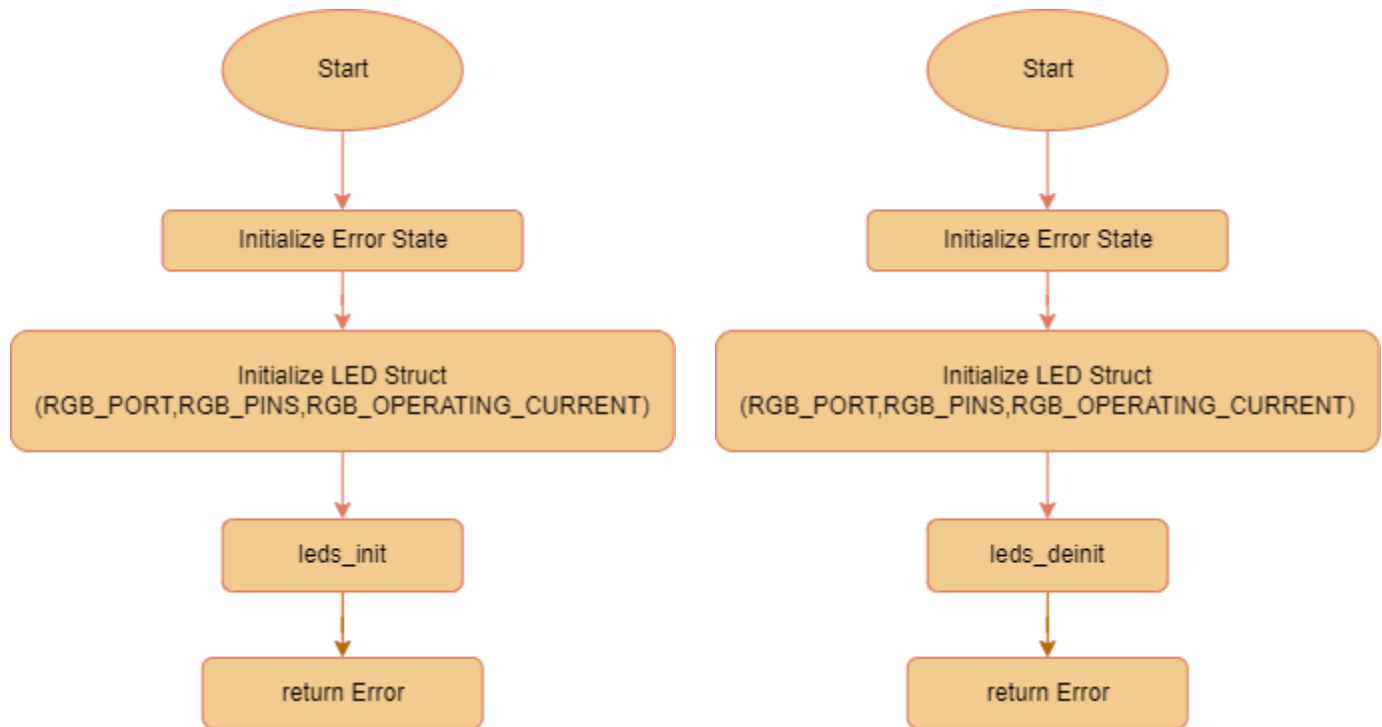 Start
Initialize Error State
Initialize LED Struct
(RGB_PORT,RGB_PINS,RGB_OPERATING_CURRENT)
leds_init
return Error
Start
Initialize Error State
Initialize LED Struct
(RGB_PORT,RGB_PINS,RGB_OPERATING_CURRENT)
leds_deinit
return Error